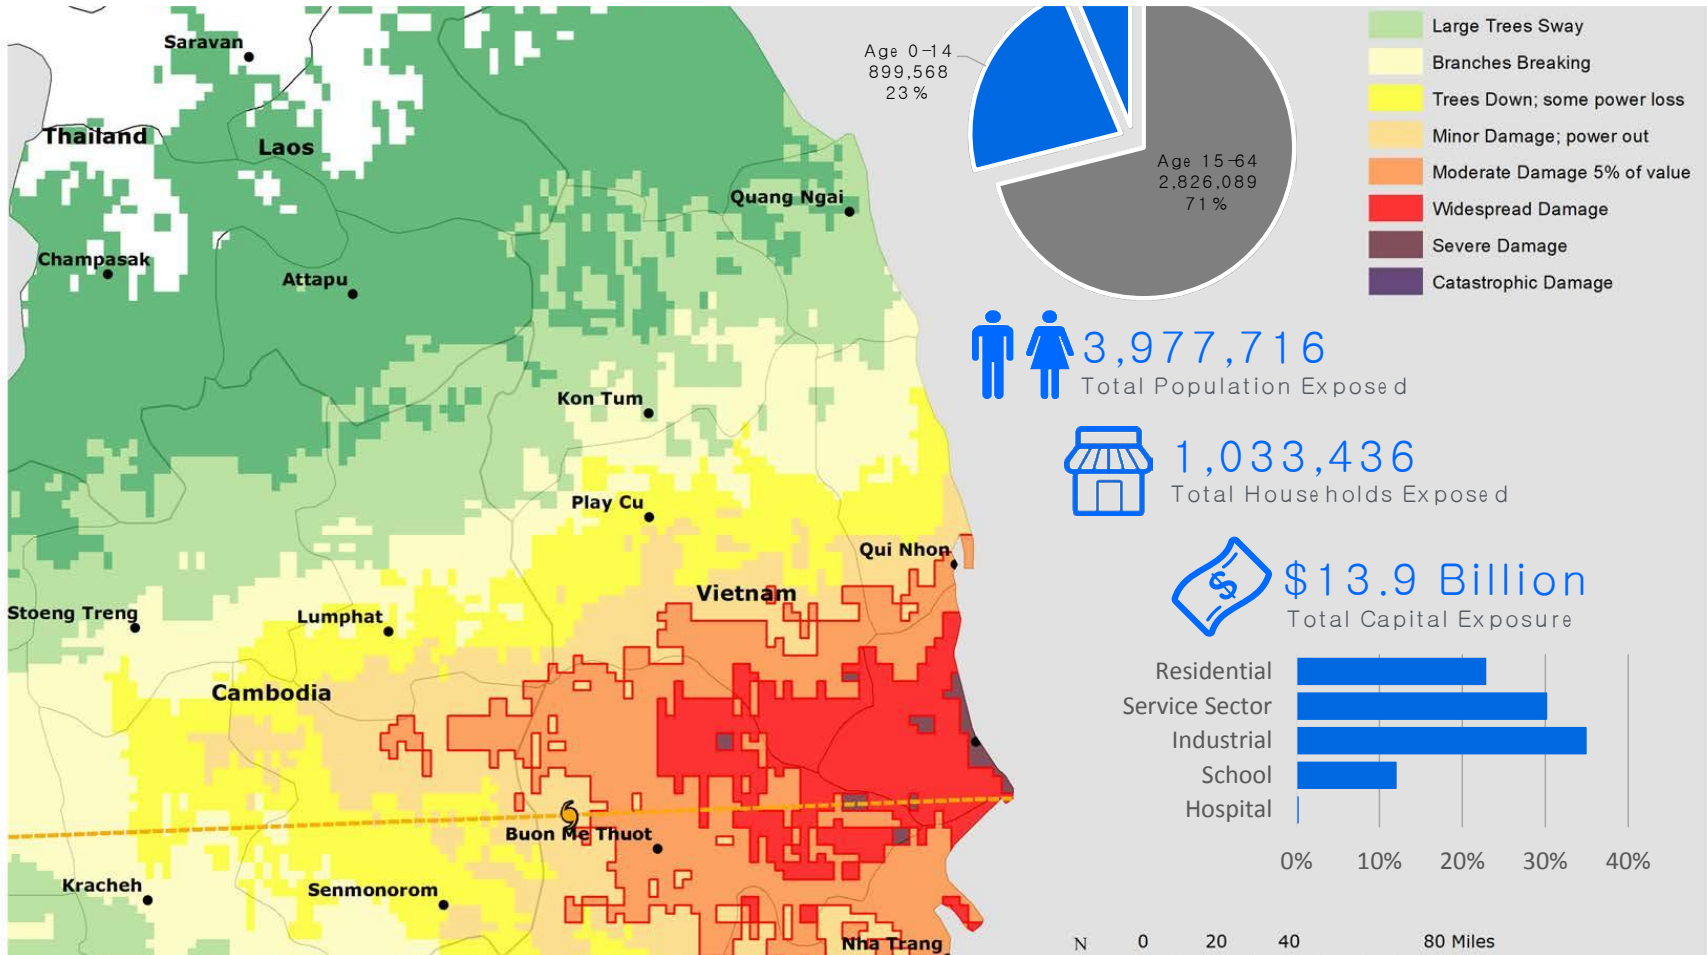 Saravan
Thailand
Laos
Quang Ngai
Champasak
Attapu
Kon Tum
Play Cu
Qui Nhon
Vietnam
Stoeng Treng
Lumphat
Cambodia
Buon Me Thuot
Kracheh
Senmonorom
Nha Trang
Age 0-14
899,568
23%
Age 15-64
2,826,089
71%
Large Trees Sway
Branches Breaking
Trees Down; some power loss
Minor Damage; power out
Moderate Damage 5% of value
Widespread Damage
Severe Damage
Catastrophic Damage
3,977,716
Total Population Exposed
1,033,436
Total Households Exposed
$
$13.9 Billion
Total Capital Exposure
Residential
Service Sector
Industrial
School
Hospital
0% 10% 20% 30% 40%
N 0 20 40 80 Miles